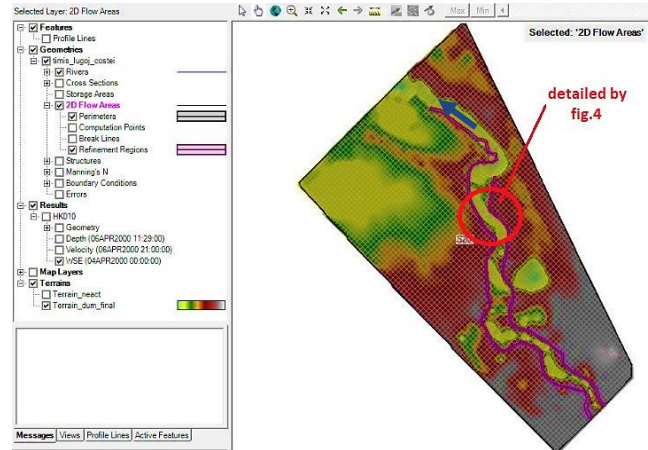 Selected Layer: 2D Flow Areas
Features
Profile Lines
Geometries
timis_lugoj_costei
Rivers
Cross Sections
Storage Areas
2D Flow Areas
Perimeters
Computation Points
Break Lines
Refinement Regions
Structures
Manning's N
Boundary Conditions
Errors
Results
HK010
Geometry
Depth (06APR2000 11:29:00)
Velocity (06APR2000 21:00:00)
WSE (04APR2000 00:00:00)
Map Layers
Terrains
Terrain_neact
Terrain_dum_final
Messages Views Profile Lines Active Features
Max Min
Selected: '2D Flow Areas'
detailed by
fig.4